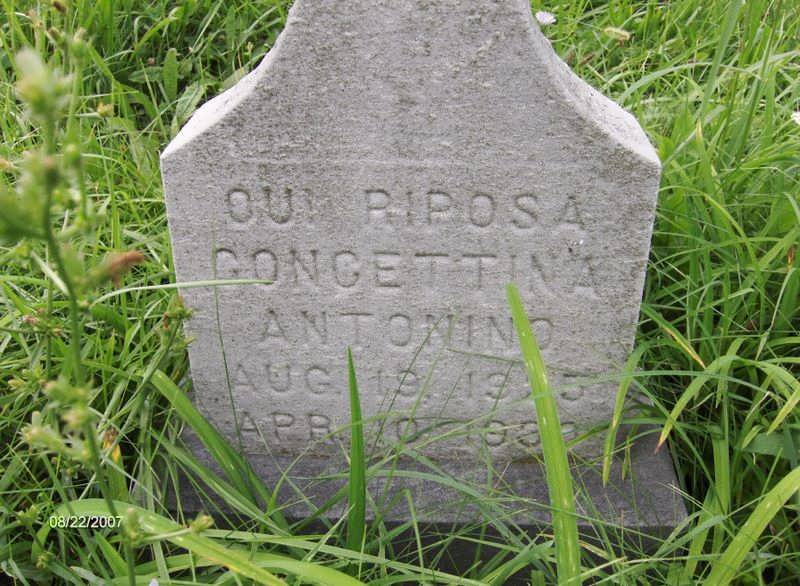 QUI RIPOSA
CONCETTINA
ANTONINO
AUG. 19,
APR.
08/22/2007